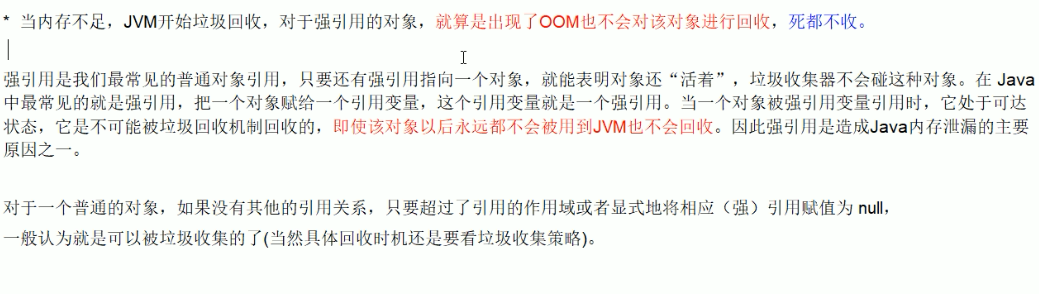 * 当内存不足，JVM开始垃圾回收，对于强引用的对象，就算是出现了OOM也不会对该对象进行回收，死都不收。
强引用是我们最常见的普通对象引用，只要还有强引用指向一个对象，就能表明对象还“活着”，垃圾收集器不会碰这种对象。在 Java
中最常见的就是强引用，把一个对象赋给一个引用变量，这个引用变量就是一个强引用。当一个对象被强引用变量引用时，它处于可达
状态，它是不可能被垃圾回收机制回收的，即使该对象以后永远都不会被用到JVM也不会回收。因此强引用是造成Java内存泄漏的主要
原因之一。
对于一个普通的对象，如果没有其他的引用关系，只要超过了引用的作用域或者显式地将相应（强）引用赋值为 null，
一般认为就是可以被垃圾收集的了(当然具体回收时机还是要看垃圾收集策略)。